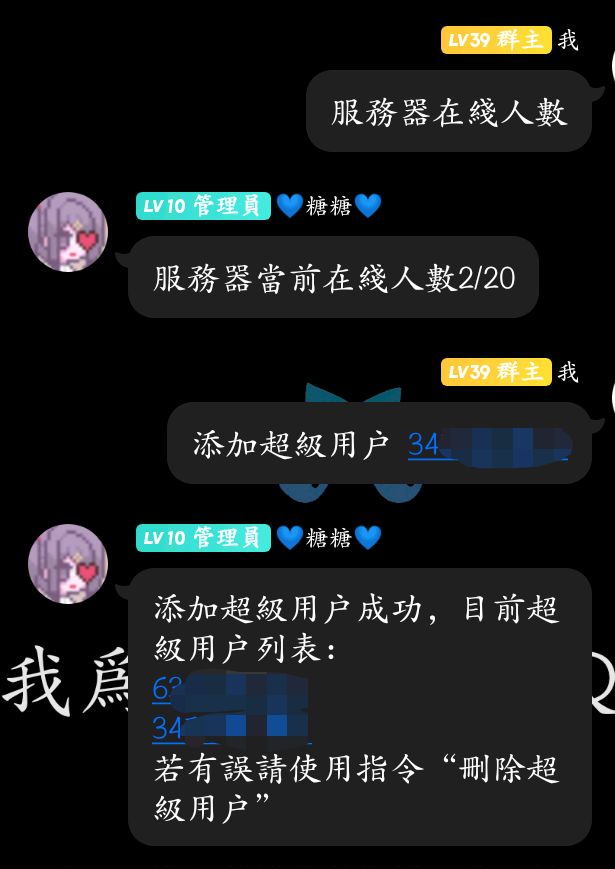 LV39 群主 我
服務器在綫人數
LV10 管理員 💙糖糖💙
服務器當前在綫人數2/20
LV39 群主 我
添加超級用户 34
LV10 管理員 💙糖糖💙
添加超級用户成功，目前超
級用户列表：
63
34
我爲
Q
若有誤請使用指令“刪除超
級用户”